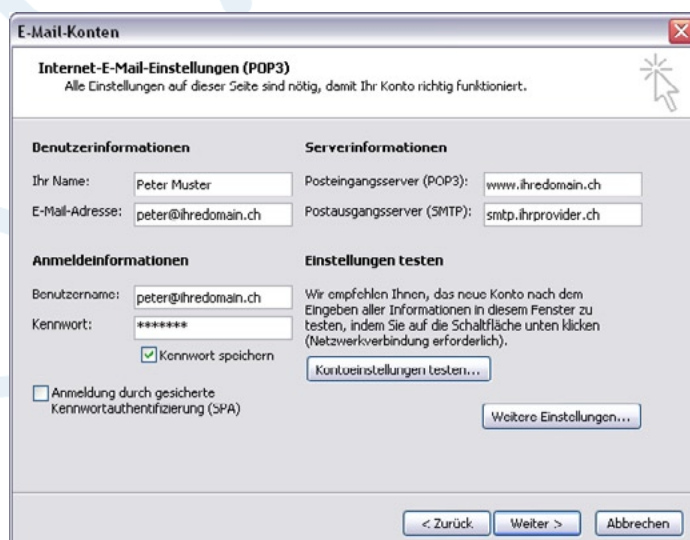 E-Mail-Konten
Internet-E-Mail-Einstellungen (POP3)
Alle Einstellungen auf dieser Seite sind nötig, damit Ihr Konto richtig funktioniert.
Benutzerinformationen
Ihr Name: Peter Muster
E-Mail-Adresse: peter@ihredomain.ch
Serverinformationen
Posteingangsserver (POP3): www.ihredomain.ch
Postausgangsserver (SMTP): smtp.ihrprovider.ch
Anmeldeinformationen
Benutzername: peter@ihredomain.ch
Kennwort: *******
Kennwort speichern
Anmeldung durch gesicherte
Kennwortauthentifizierung (SPA)
Einstellungen testen
Wir empfehlen Ihnen, das neue Konto nach dem
Eingeben aller Informationen in diesem Fenster zu
testen, indem Sie auf die Schaltfläche unten klicken
(Netzwerkverbindung erforderlich).
Kontoeinstellungen testen...
Weitere Einstellungen...
< Zurück
Weiter >
Abbrechen